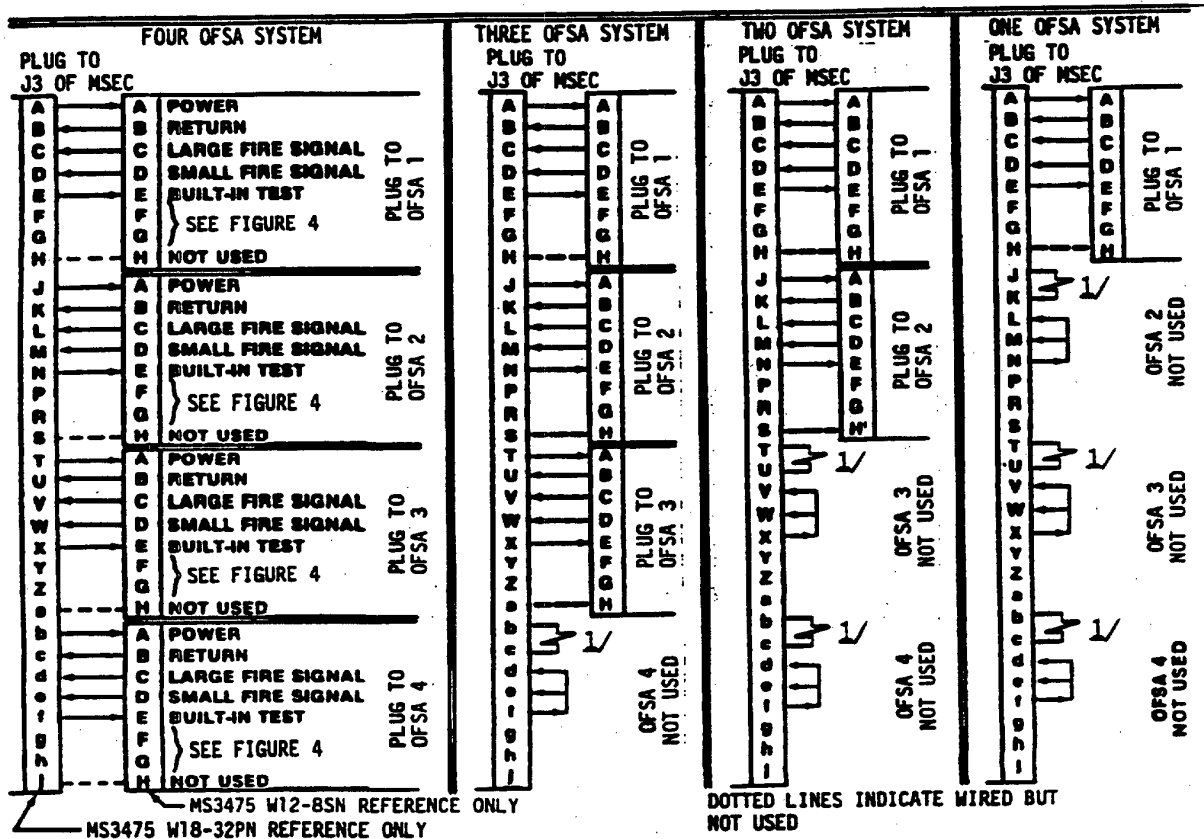 FOUR OFSA SYSTEM
PLUG TO
J3 OF MSEC
A A POWER
B B RETURN
C C LARGE FIRE SIGNAL
D D SMALL FIRE SIGNAL
E E BUILT-IN TEST
F F
G G
SEE FIGURE 4
H H NOT USED
PLUG TO
OFSA 1
J A POWER
K B RETURN
L C LARGE FIRE SIGNAL
M D SMALL FIRE SIGNAL
N E BUILT-IN TEST
P F
R G
SEE FIGURE 4
S H NOT USED
PLUG TO
OFSA 2
T A POWER
U B RETURN
V C LARGE FIRE SIGNAL
W D SMALL FIRE SIGNAL
X E BUILT-IN TEST
Y F
Z G
SEE FIGURE 4
a H NOT USED
PLUG TO
OFSA 3
b A POWER
c B RETURN
d C LARGE FIRE SIGNAL
e D SMALL FIRE SIGNAL
f E BUILT-IN TEST
g F
h G
SEE FIGURE 4
j H NOT USED
PLUG TO
OFSA 4
MS3475 W12-8SN REFERENCE ONLY
MS3475 W18-32PN REFERENCE ONLY
THREE OFSA SYSTEM
PLUG TO
J3 OF MSEC
A A
B B
C C
D D
E E
F F
G G
H H
PLUG TO
OFSA 1
J A
K B
L C
M D
N E
P F
R G
S H
PLUG TO
OFSA 2
T A
U B
V C
W D
X E
Y F
Z G
a H
PLUG TO
OFSA 3
b
c
1/
d
e
f
g
h
j
OFSA 4
NOT USED
TWO OFSA SYSTEM
PLUG TO
J3 OF MSEC
A A
B B
C C
D D
E E
F F
G G
H H
PLUG TO
OFSA 1
J A
K B
L C
M D
N E
P F
R G
S H'
PLUG TO
OFSA 2
T
U
1/
V
W
X
Y
Z
a
OFSA 3
NOT USED
b
c
1/
d
e
f
g
h
j
OFSA 4
NOT USED
DOTTED LINES INDICATE WIRED BUT
NOT USED
ONE OFSA SYSTEM
PLUG TO
J3 OF MSEC
A A
B B
C C
D D
E E
F F
G G
H H
PLUG TO
OFSA 1
J
K
1/
L
M
N
P
R
S
OFSA 2
NOT USED
T
U
1/
V
W
X
Y
Z
a
OFSA 3
NOT USED
b
c
1/
d
e
f
g
h
j
OFSA 4
NOT USED